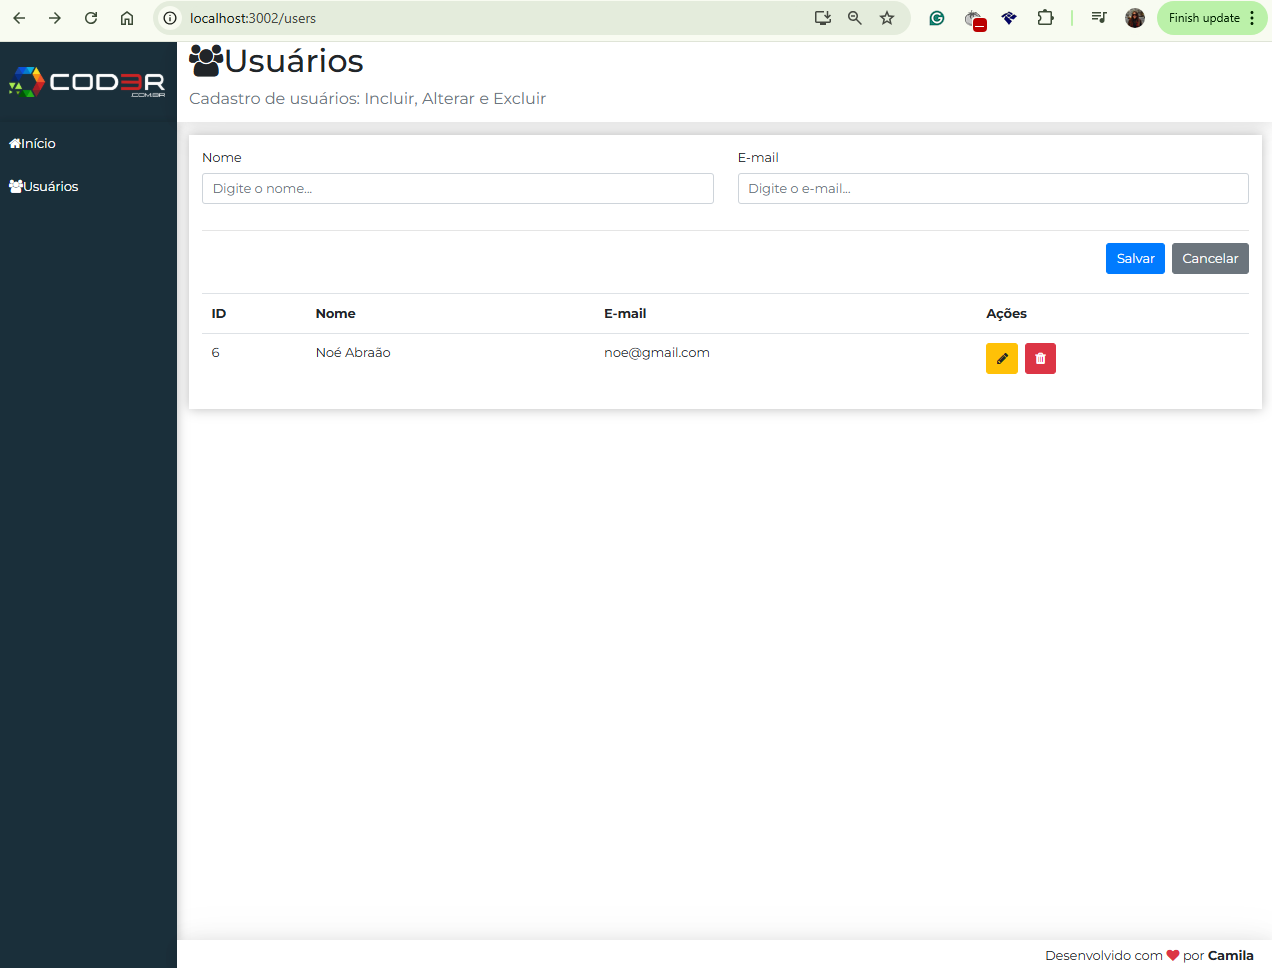 localhost:3002/users
Finish update
COD3R
.COM.BR
Usuários
Cadastro de usuários: Incluir, Alterar e Excluir
Início
Usuários
Nome
E-mail
Digite o nome...
Digite o e-mail...
Salvar
Cancelar
ID Nome E-mail Ações
6 Noé Abraão noe@gmail.com
Desenvolvido com por Camila